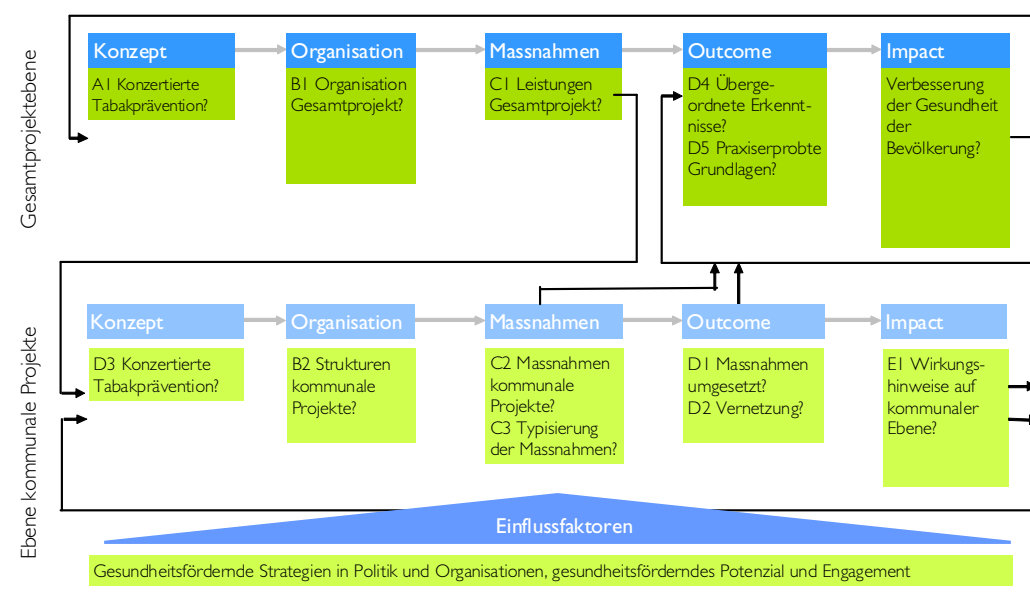 Gesamtprojektebene
Konzept
A1 Konzertierte
Tabakprävention?
Organisation
B1 Organisation
Gesamtprojekt?
Massnahmen
C1 Leistungen
Gesamtprojekt?
Outcome
D4 Überge-
ordnete Erkennt-
nisse?
D5 Praxiserprobte
Grundlagen?
Impact
Verbesserung
der Gesundheit
der
Bevölkerung?
Ebene kommunale Projekte
Konzept
D3 Konzertierte
Tabakprävention?
Organisation
B2 Strukturen
kommunale
Projekte?
Massnahmen
C2 Massnahmen
kommunale
Projekte?
C3 Typisierung
der Massnahmen?
Outcome
D1 Massnahmen
umgesetzt?
D2 Vernetzung?
Impact
E1 Wirkungs-
hinweise auf
kommunaler
Ebene?
Einflussfaktoren
Gesundheitsfördernde Strategien in Politik und Organisationen, gesundheitsförderndes Potenzial und Engagement